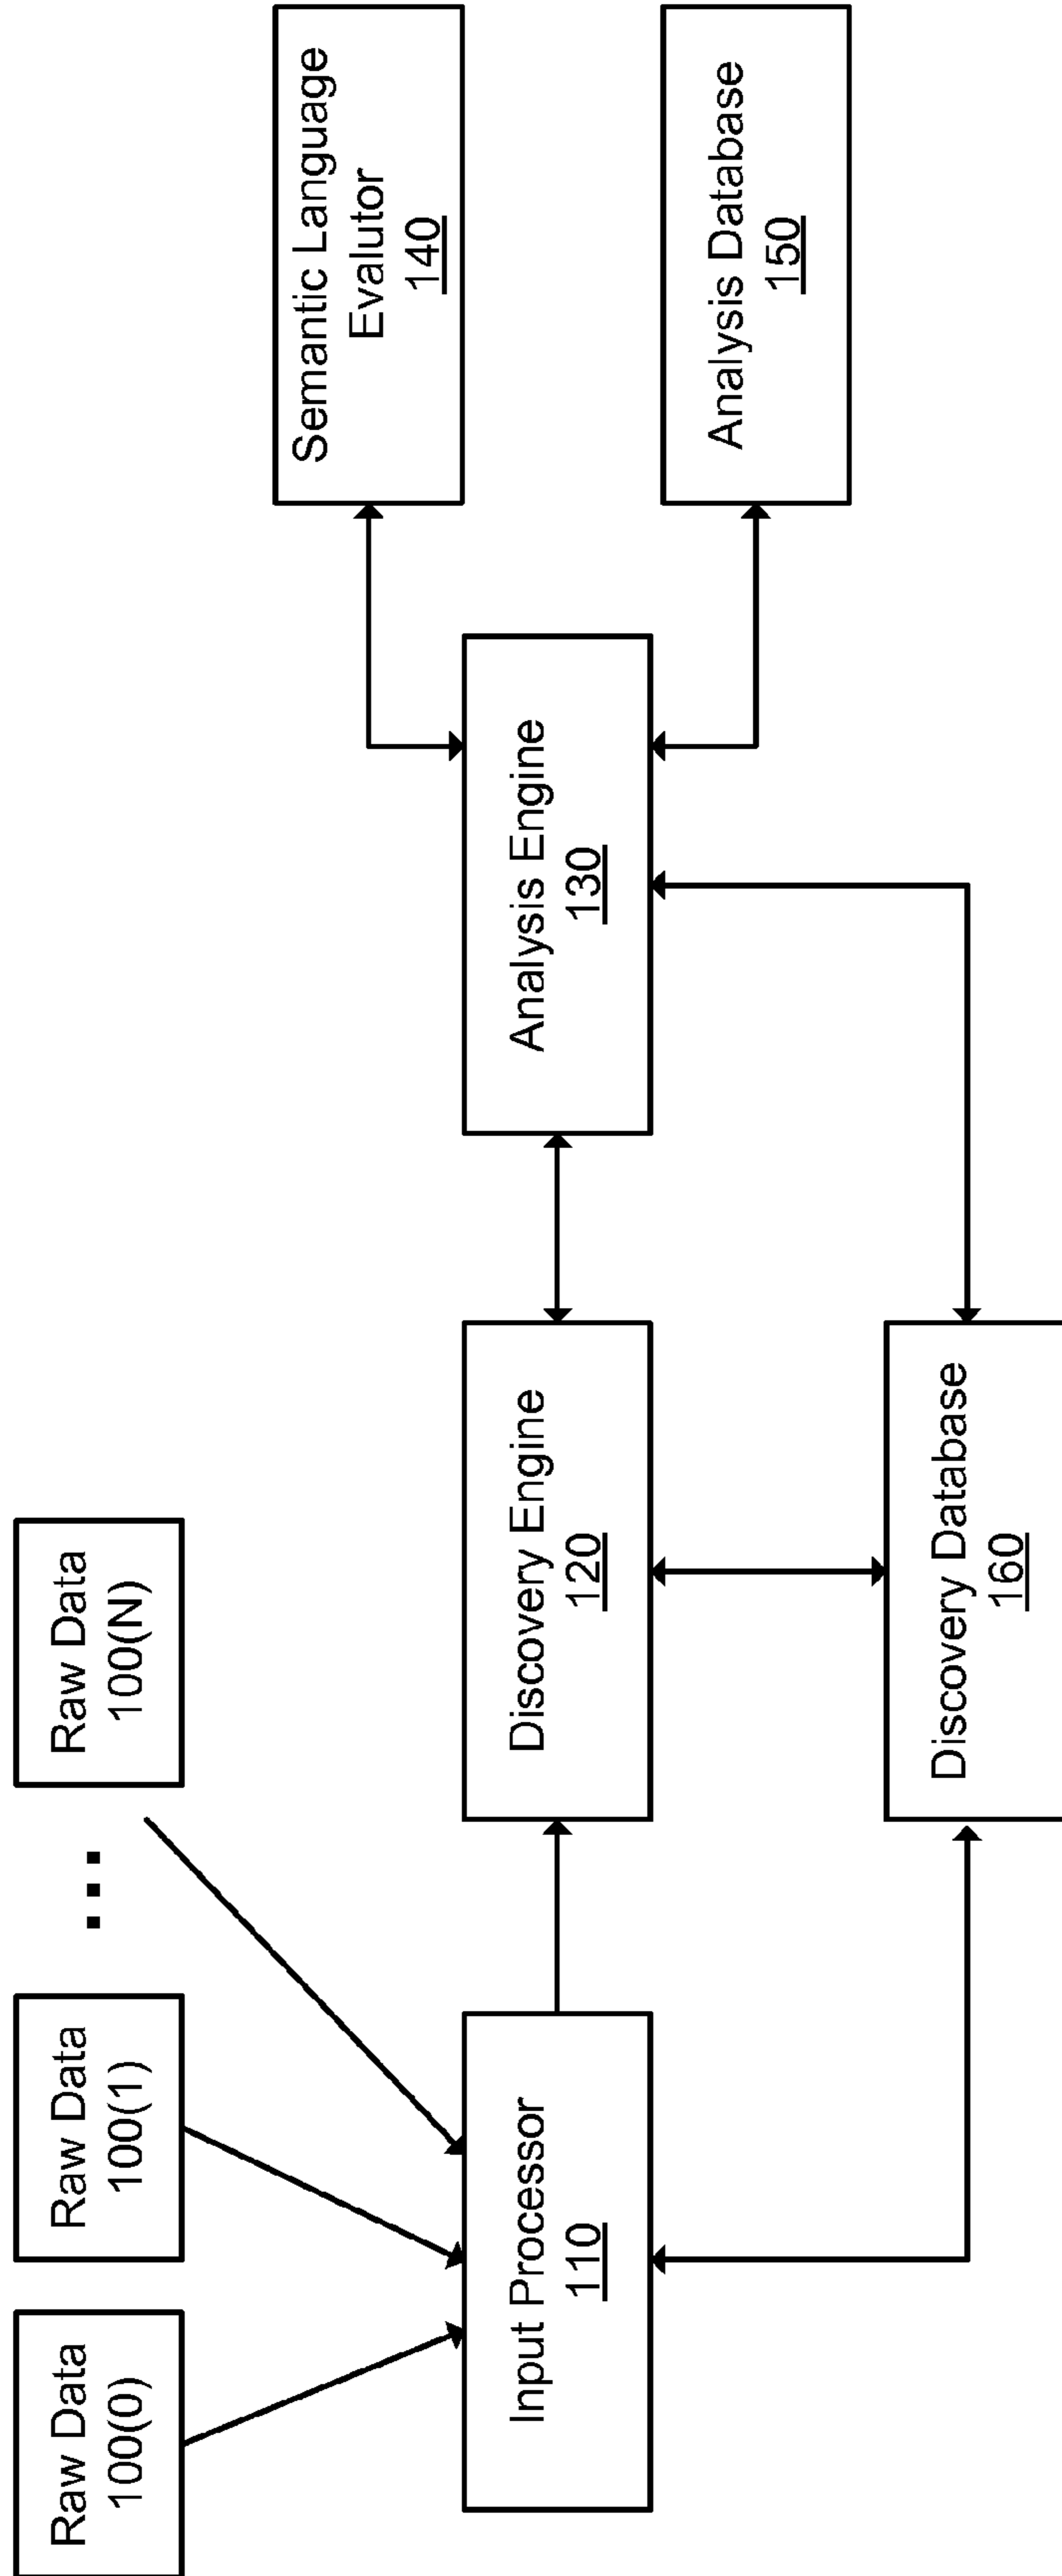 Raw Data
100(0)
Raw Data
100(1)
...
Raw Data
100(N)
Input Processor
110
Discovery Engine
120
Analysis Engine
130
Semantic Language
Evalutor
140
Analysis Database
150
Discovery Database
160